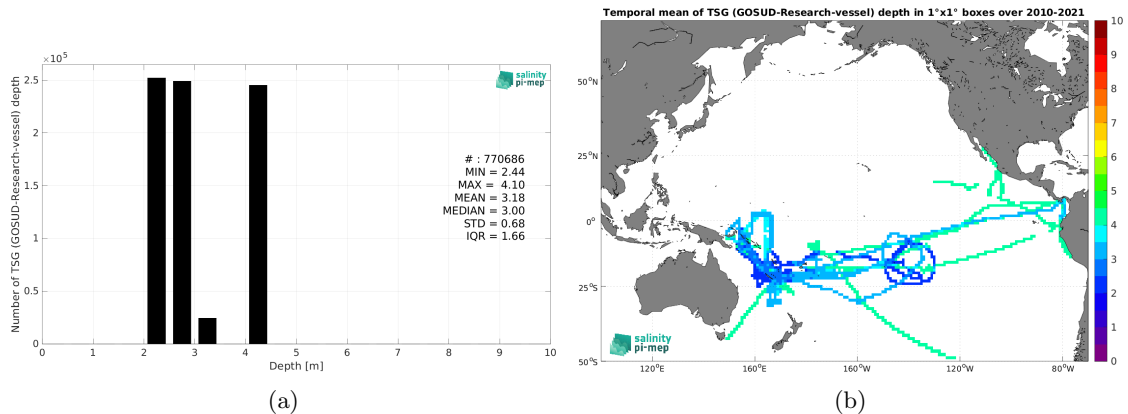 ×10⁵
2.5
2
1.5
1
0.5
0
Number of TSG (GOSUD-Research-vessel) depth
salinity
pi-mep
# : 770686
MIN = 2.44
MAX = 4.10
MEAN = 3.18
MEDIAN = 3.00
STD = 0.68
IQR = 1.66
0 1 2 3 4 5 6 7 8 9 10
Depth [m]
(a)
Temporal mean of TSG (GOSUD-Research-vessel) depth in 1°x1° boxes over 2010-2021
50°N
25°N
0°
25°S
50°S
120°E 160°E 160°W 120°W 80°W
salinity
pi-mep
10
9
8
7
6
5
4
3
2
1
0
(b)